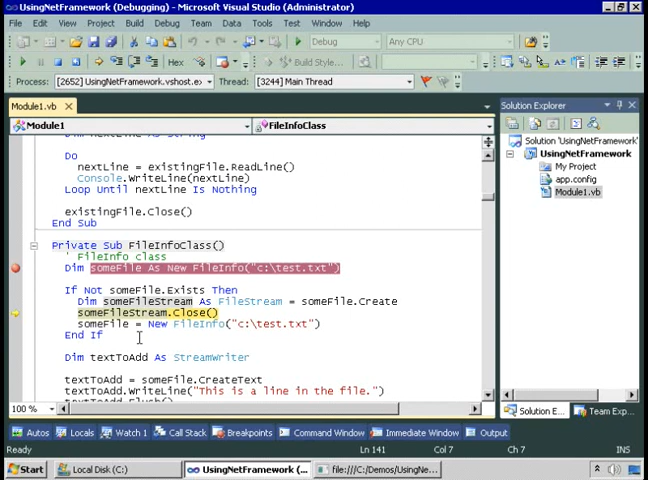 UsingNetFramework (Debugging) - Microsoft Visual Studio (Administrator)
File Edit View Project Build Debug Team Data Tools Test Window Help
Debug Any CPU
Hex Build Style...
Process: [2652] UsingNetFramework.vshost.e Thread: [3244] Main Thread
Module1.vb
Module1 FileInfoClass
Dim nextLine As String
Do
nextLine = existingFile.ReadLine()
Console.WriteLine(nextLine)
Loop Until nextLine Is Nothing
existingFile.Close()
End Sub
Private Sub FileInfoClass()
' FileInfo class
Dim someFile As New FileInfo("c:\test.txt")
If Not someFile.Exists Then
Dim someFileStream As FileStream = someFile.Create
someFileStream.Close()
someFile = New FileInfo("c:\test.txt")
End If
Dim textToAdd As StreamWriter
textToAdd = someFile.CreateText
textToAdd.WriteLine("This is a line in the file.")
textToAdd.Flush()
100 %
Solution Explorer
Solution 'UsingNetFramework
UsingNetFramework
My Project
app.config
Module1.vb
Solution E... Team Exp...
Autos Locals Watch 1 Call Stack Breakpoints Command Window Immediate Window Output
Ready Ln 141 Col 7 Ch 7 INS
Start Local Disk (C:) UsingNetFramework (... file:///C:/Demos/UsingNe...